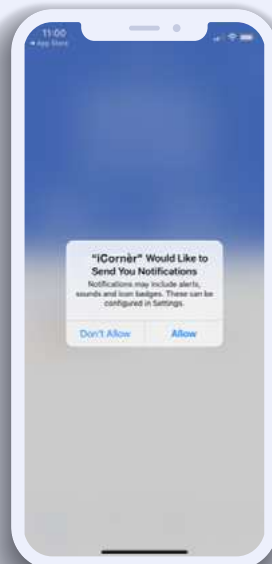 11:00
App Store
"iCornèr" Would Like to
Send You Notifications
Notifications may include alerts,
sounds and icon badges. These can be
configured in Settings.
Don't Allow
Allow